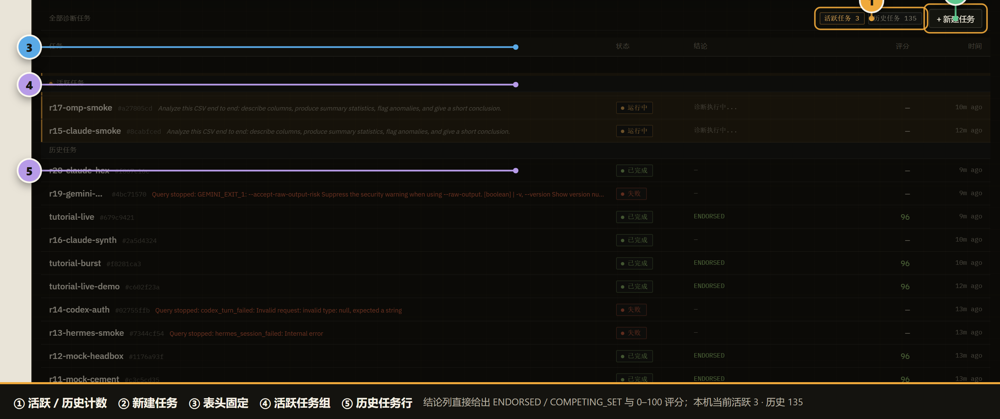 全部诊断任务 活跃任务 3 历史任务 135 + 新建任务
1
3 任务 状态 结论 评分 时间
4 活跃任务
r17-omp-smoke #a27805cd Analyze this CSV end to end: describe columns, produce summary statistics, flag anomalies, and give a short conclusion. 运行中 诊断执行中... — 10m ago
r15-claude-smoke #8cabfced Analyze this CSV end to end: describe columns, produce summary statistics, flag anomalies, and give a short conclusion. 运行中 诊断执行中... — 12m ago
历史任务
5 r20-claude-hex 已完成 — — 9m ago
r19-gemini-... #4bc71570 Query stopped: GEMINI_EXIT_1: --accept-raw-output-risk Suppress the security warning when using --raw-output. [boolean] | -v, --version Show version nu... 失败 — — 9m ago
tutorial-live #679c9421 已完成 ENDORSED 96 9m ago
r16-claude-synth #2a5d4324 已完成 — — 10m ago
tutorial-burst #f8281ca3 已完成 ENDORSED 96 10m ago
tutorial-live-demo #c602f23a 已完成 ENDORSED 96 12m ago
r14-codex-auth #02755ffb Query stopped: codex_turn_failed: Invalid request: invalid type: null, expected a string 失败 — — 13m ago
r13-hermes-smoke #7344cf54 Query stopped: hermes_session_failed: Internal error 失败 — — 13m ago
r12-mock-headbox #1176a93f 已完成 ENDORSED 96 13m ago
r11-mock-cement #c3c5cd35 已完成 ENDORSED 96 13m ago
① 活跃 / 历史计数 ② 新建任务 ③ 表头固定 ④ 活跃任务组 ⑤ 历史任务行 结论列直接给出 ENDORSED / COMPETING_SET 与 0–100 评分；本机当前活跃 3 · 历史 135